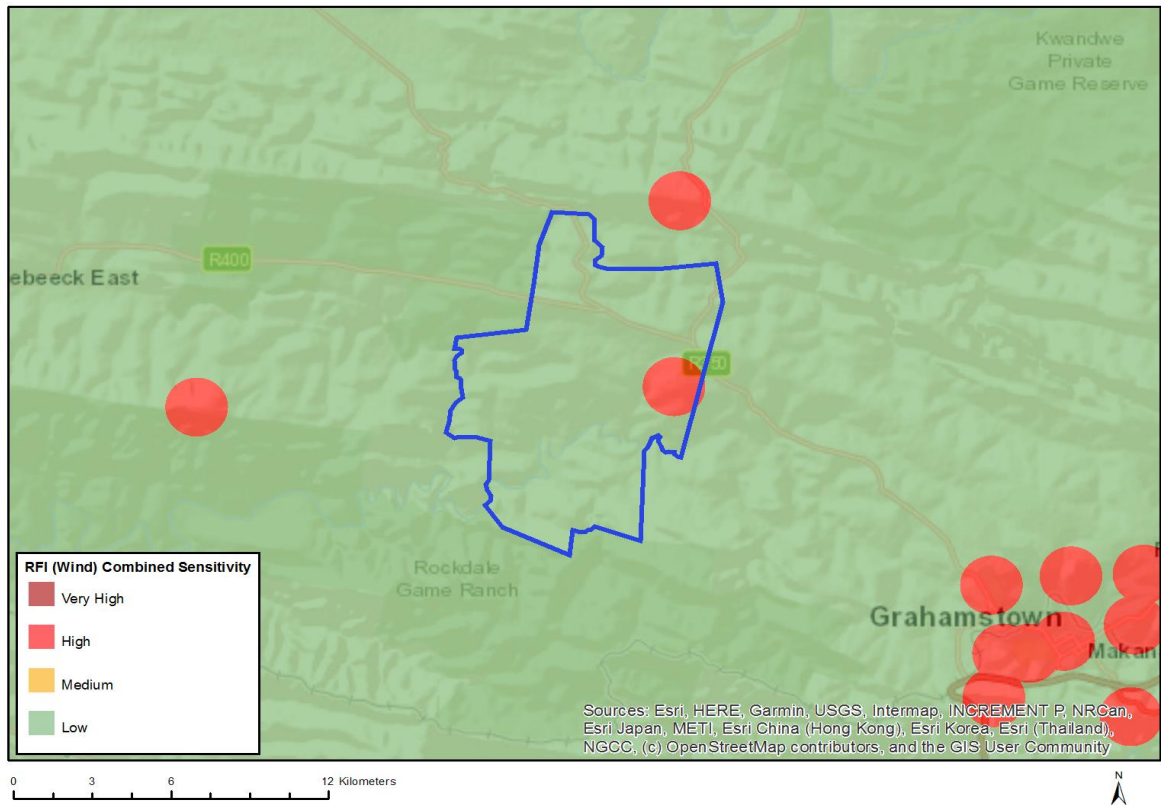 Kwandwe
Private
Game Reserve
R400
ebeeck East
Rockdale
Game Ranch
Grahamstown
Makan
RFI (Wind) Combined Sensitivity
Very High
High
Medium
Low
Sources: Esri, HERE, Garmin, USGS, Intermap, INCREMENT P, NRCan,
Esri Japan, METI, Esri China (Hong Kong), Esri Korea, Esri (Thailand),
NGCC, (c) OpenStreetMap contributors, and the GIS User Community
0 3 6 12 Kilometers
N